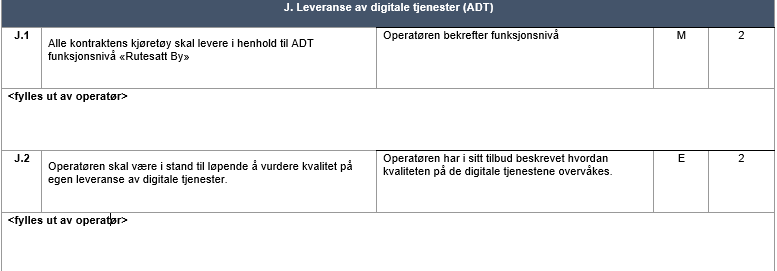 J. Leveranse av digitale tjenester (ADT)
J.1
Alle kontraktens kjøretøy skal levere i henhold til ADT
funksjonsnivå «Rutesatt By»
Operatøren bekrefter funksjonsnivå
M
2
<fylles ut av operatør>
J.2
Operatøren skal være i stand til løpende å vurdere kvalitet på
egen leveranse av digitale tjenester.
Operatøren har i sitt tilbud beskrevet hvordan
kvaliteten på de digitale tjenestene overvåkes.
E
2
<fylles ut av operatør>